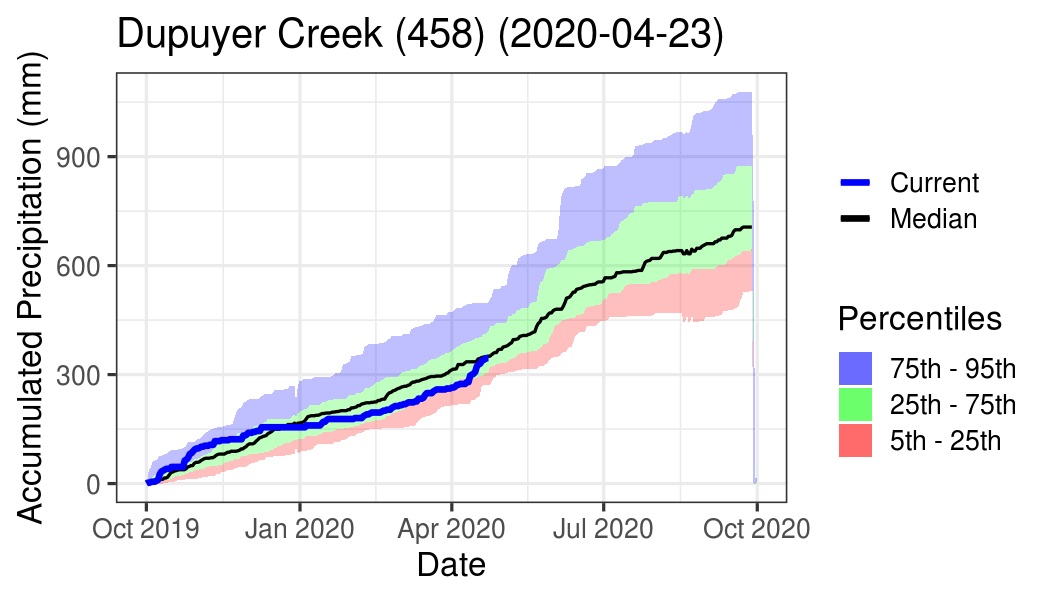 Dupuyer Creek (458) (2020-04-23)
Accumulated Precipitation (mm)
900
600
300
0
Oct 2019
Jan 2020
Apr 2020
Jul 2020
Oct 2020
Date
Current
Median
Percentiles
75th - 95th
25th - 75th
5th - 25th